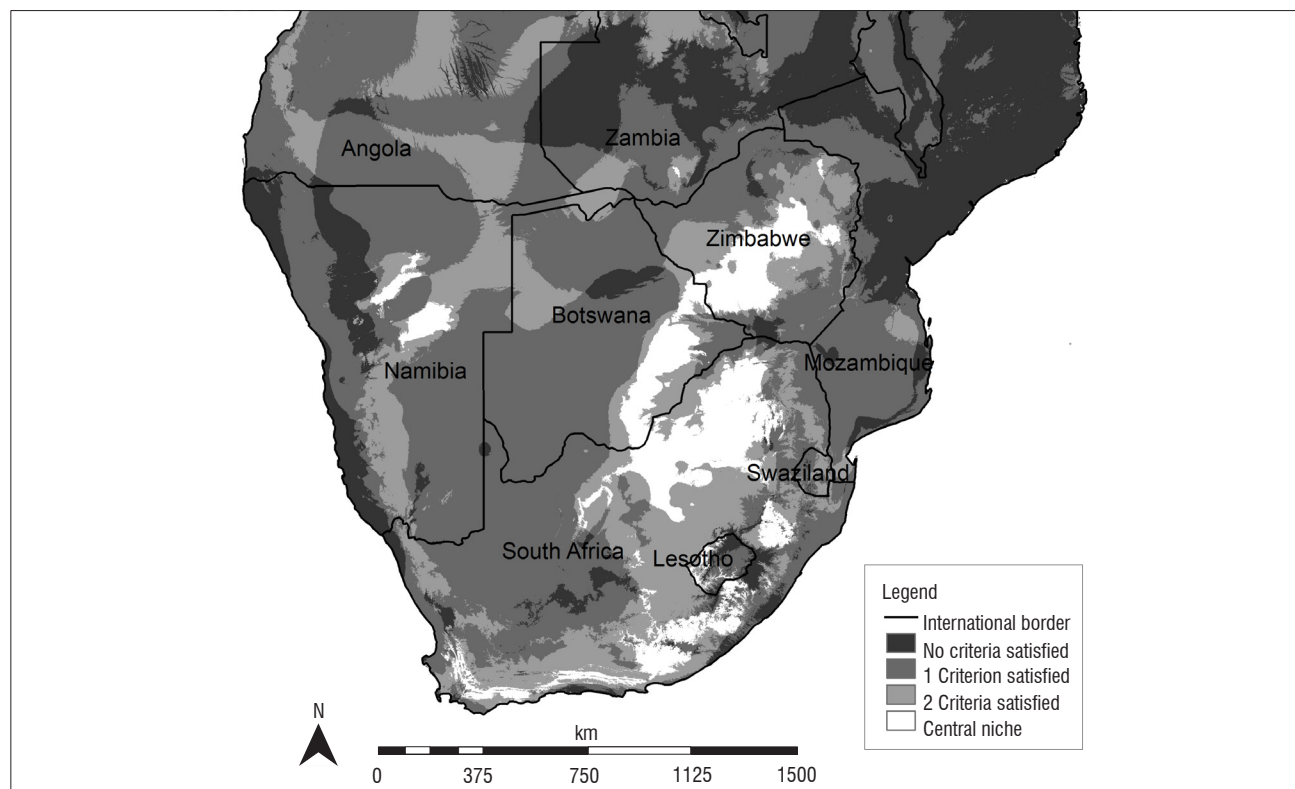 Angola
Zambia
Zimbabwe
Botswana
Namibia
Mozambique
Swaziland
South Africa
Lesotho
Legend
International border
No criteria satisfied
1 Criterion satisfied
2 Criteria satisfied
Central niche
N
km
0 375 750 1125 1500